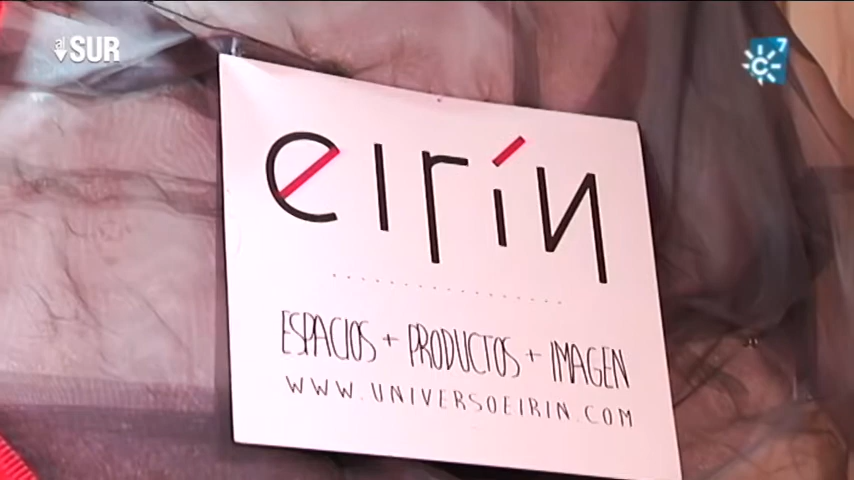 al SUR
eirín
ESPACIOS + PRODUCTOS + IMAGEN
WWW.UNIVERSOEIRIN.COM